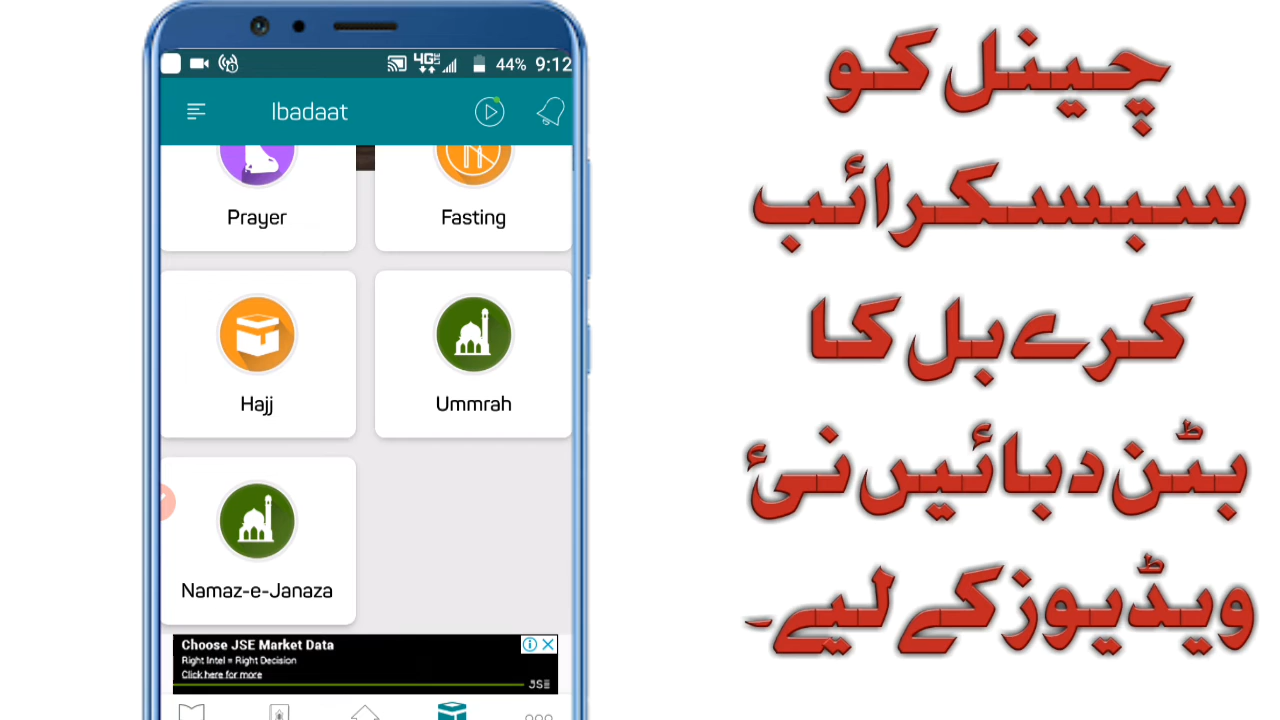 4GE 44% 9:12
Ibadaat
Prayer
Fasting
Hajj
Ummrah
Namaz-e-Janaza
Choose JSE Market Data
Right Intel = Right Decision
Click here for more
JSE
چینل کو
سبسکرائب
کرے بل کا
بٹن دبائیں نئ
ویڈیوز کے لیے۔